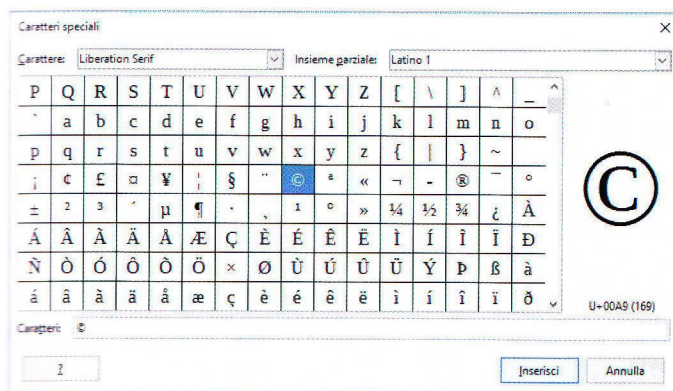 Caratteri speciali
Carattere: Liberation Serif Insieme parziale: Latino 1
P Q R S T U V W X Y Z [ \ ] ^ _
` a b c d e f g h i j k l m n o
p q r s t u v w x y z { | } ~
¡ ¢ £ ¤ ¥ ¦ § ¨ © ª « ¬ - ® ¯ °
± ² ³ ´ µ ¶ · ¸ ¹ º » ¼ ½ ¾ ¿ À
Á Â Ã Ä Å Æ Ç È É Ê Ë Ì Í Î Ï Ð
Ñ Ò Ó Ô Õ Ö × Ø Ù Ú Û Ü Ý Þ ß à
á â ã ä å æ ç è é ê ë ì í î ï ð
©
U+00A9 (169)
Caratteri: ©
? Inserisci Annulla